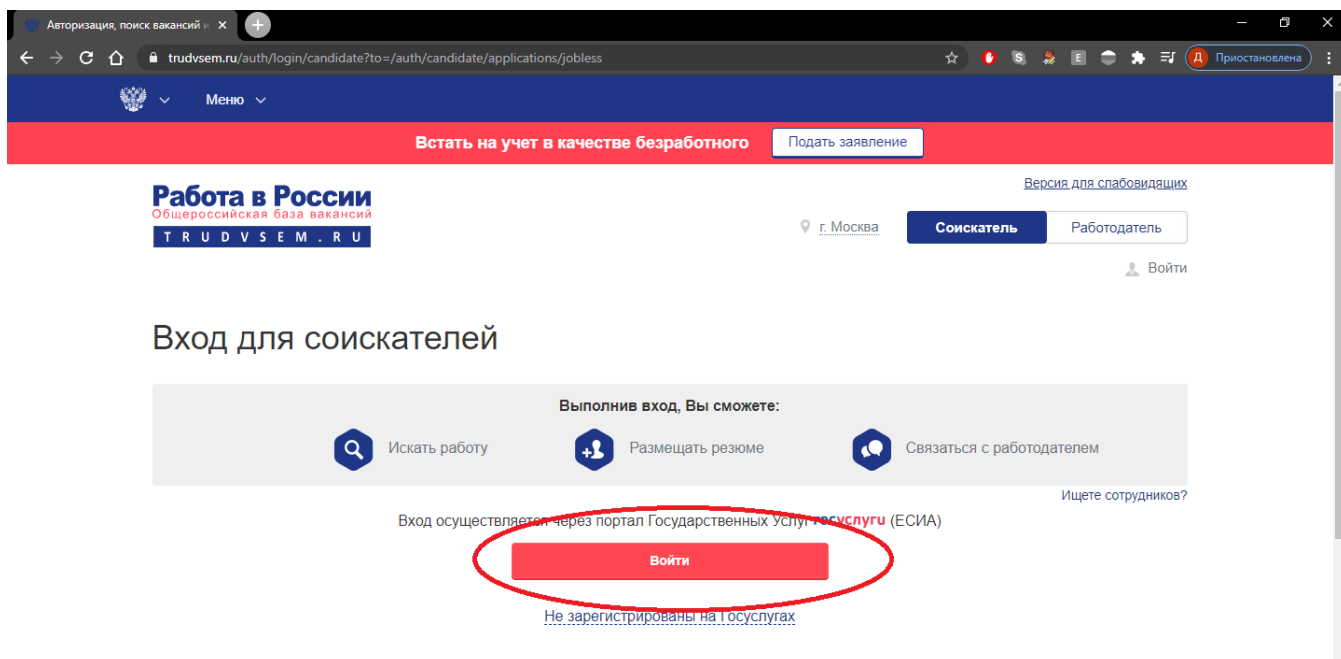 Авторизация, поиск вакансий и
trudvsem.ru/auth/login/candidate?to=/auth/candidate/applications/jobless
S
E
Д Приостановлена
Меню
Встать на учет в качестве безработного Подать заявление
Версия для слабовидящих
Работа в России
Общероссийская база вакансий
TRUDVSEM.RU
г. Москва Соискатель Работодатель
Войти
Вход для соискателей
Выполнив вход, Вы сможете:
Искать работу Размещать резюме Связаться с работодателем
Ищете сотрудников?
Вход осуществляется через портал Государственных Услуг госуслуги (ЕСИА)
Войти
Не зарегистрированы на Госуслугах